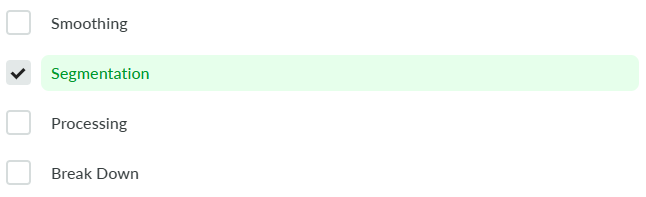 Smoothing
Segmentation
Processing
Break Down